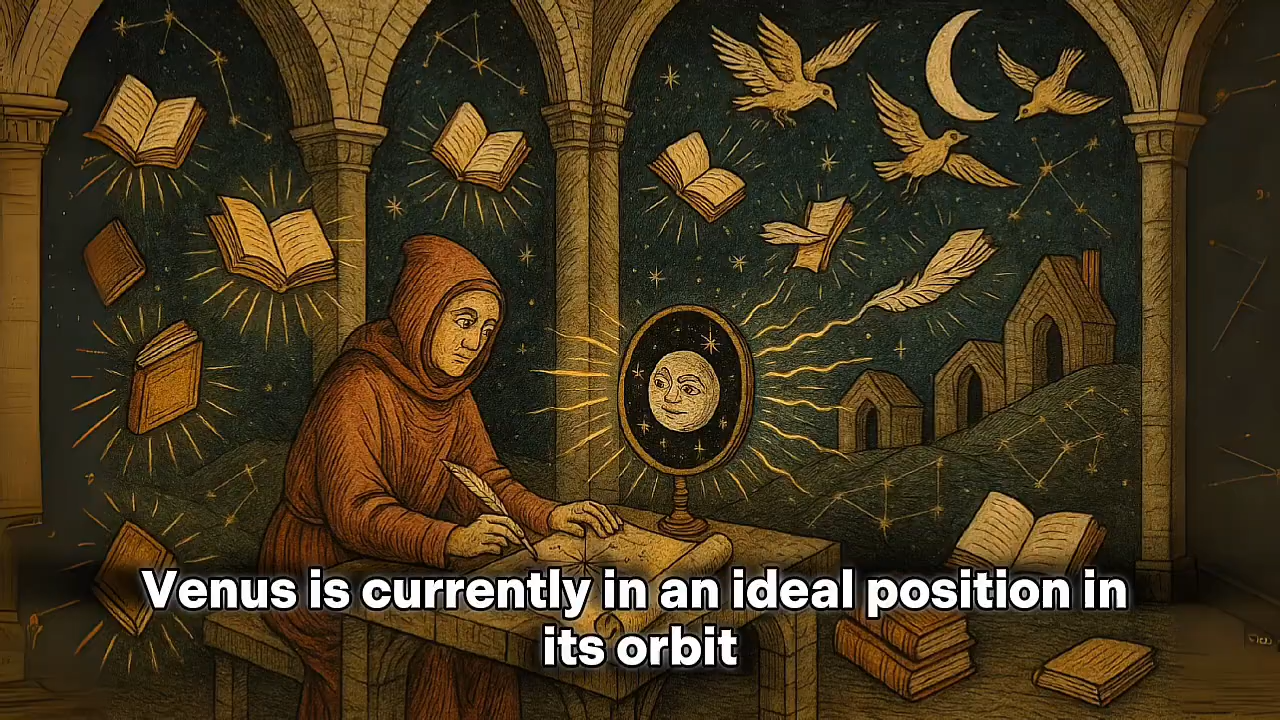 Venus is currently in an ideal position in
its orbit